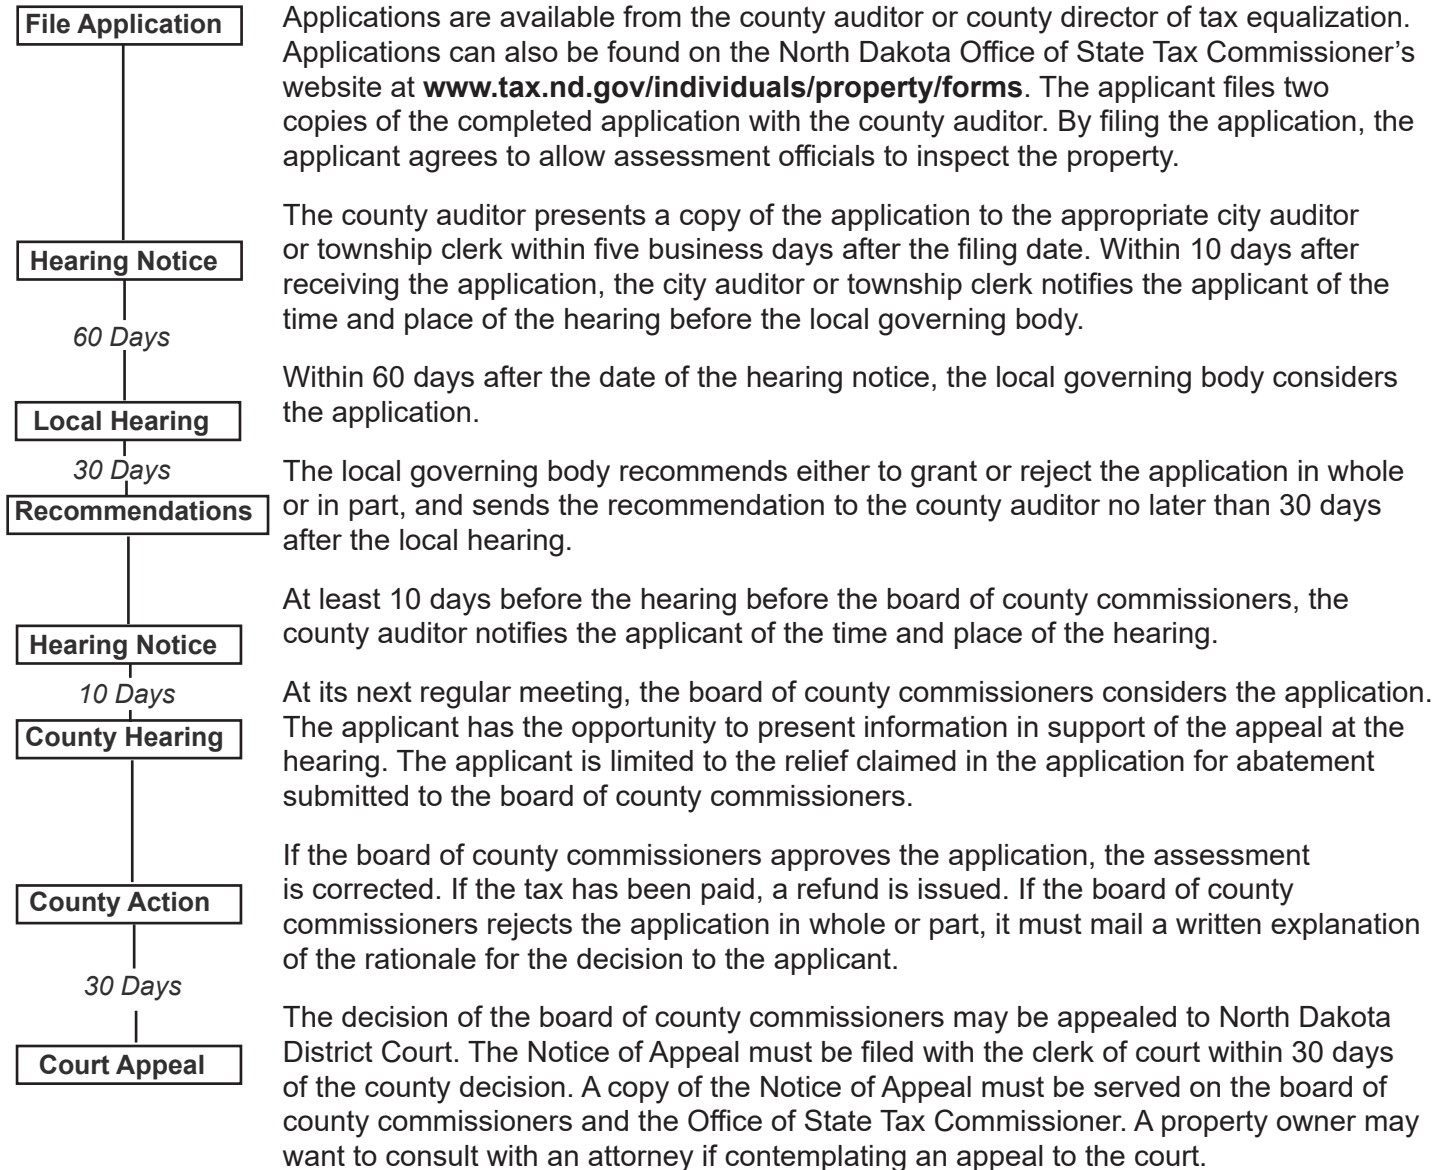 File Application
Applications are available from the county auditor or county director of tax equalization.
Applications can also be found on the North Dakota Office of State Tax Commissioner’s
website at www.tax.nd.gov/individuals/property/forms. The applicant files two
copies of the completed application with the county auditor. By filing the application, the
applicant agrees to allow assessment officials to inspect the property.
Hearing Notice
The county auditor presents a copy of the application to the appropriate city auditor
or township clerk within five business days after the filing date. Within 10 days after
receiving the application, the city auditor or township clerk notifies the applicant of the
time and place of the hearing before the local governing body.
60 Days
Local Hearing
Within 60 days after the date of the hearing notice, the local governing body considers
the application.
30 Days
Recommendations
The local governing body recommends either to grant or reject the application in whole
or in part, and sends the recommendation to the county auditor no later than 30 days
after the local hearing.
Hearing Notice
At least 10 days before the hearing before the board of county commissioners, the
county auditor notifies the applicant of the time and place of the hearing.
10 Days
County Hearing
At its next regular meeting, the board of county commissioners considers the application.
The applicant has the opportunity to present information in support of the appeal at the
hearing. The applicant is limited to the relief claimed in the application for abatement
submitted to the board of county commissioners.
County Action
If the board of county commissioners approves the application, the assessment
is corrected. If the tax has been paid, a refund is issued. If the board of county
commissioners rejects the application in whole or part, it must mail a written explanation
of the rationale for the decision to the applicant.
30 Days
Court Appeal
The decision of the board of county commissioners may be appealed to North Dakota
District Court. The Notice of Appeal must be filed with the clerk of court within 30 days
of the county decision. A copy of the Notice of Appeal must be served on the board of
county commissioners and the Office of State Tax Commissioner. A property owner may
want to consult with an attorney if contemplating an appeal to the court.